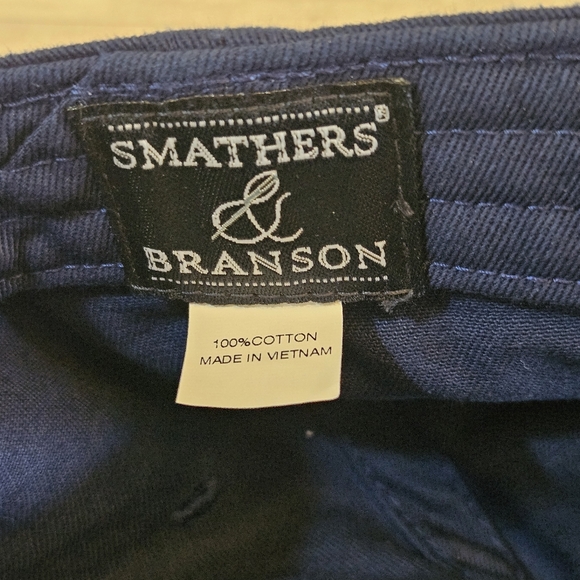 SMATHERS®
&
BRANSON
100%COTTON
MADE IN VIETNAM